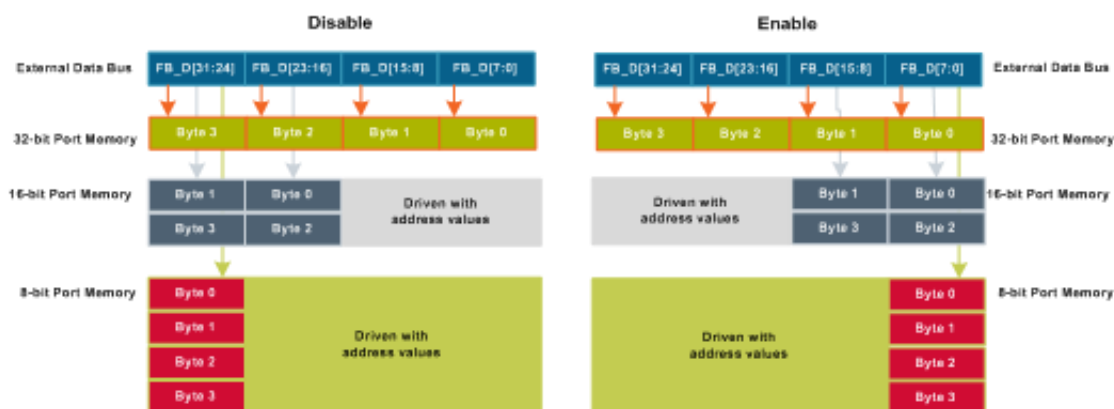 Disable
Enable
External Data Bus
FB_D[31:24]
FB_D[23:16]
FB_D[15:8]
FB_D[7:0]
FB_D[31:24]
FB_D[23:16]
FB_D[15:8]
FB_D[7:0]
External Data Bus
32-bit Port Memory
Byte 3
Byte 2
Byte 1
Byte 0
Byte 3
Byte 2
Byte 1
Byte 0
32-bit Port Memory
16-bit Port Memory
Byte 1
Byte 0
Byte 3
Byte 2
Driven with
address values
Driven with
address values
Byte 1
Byte 0
Byte 3
Byte 2
16-bit Port Memory
8-bit Port Memory
Byte 0
Byte 1
Byte 2
Byte 3
Driven with
address values
Driven with
address values
Byte 0
Byte 1
Byte 2
Byte 3
8-bit Port Memory